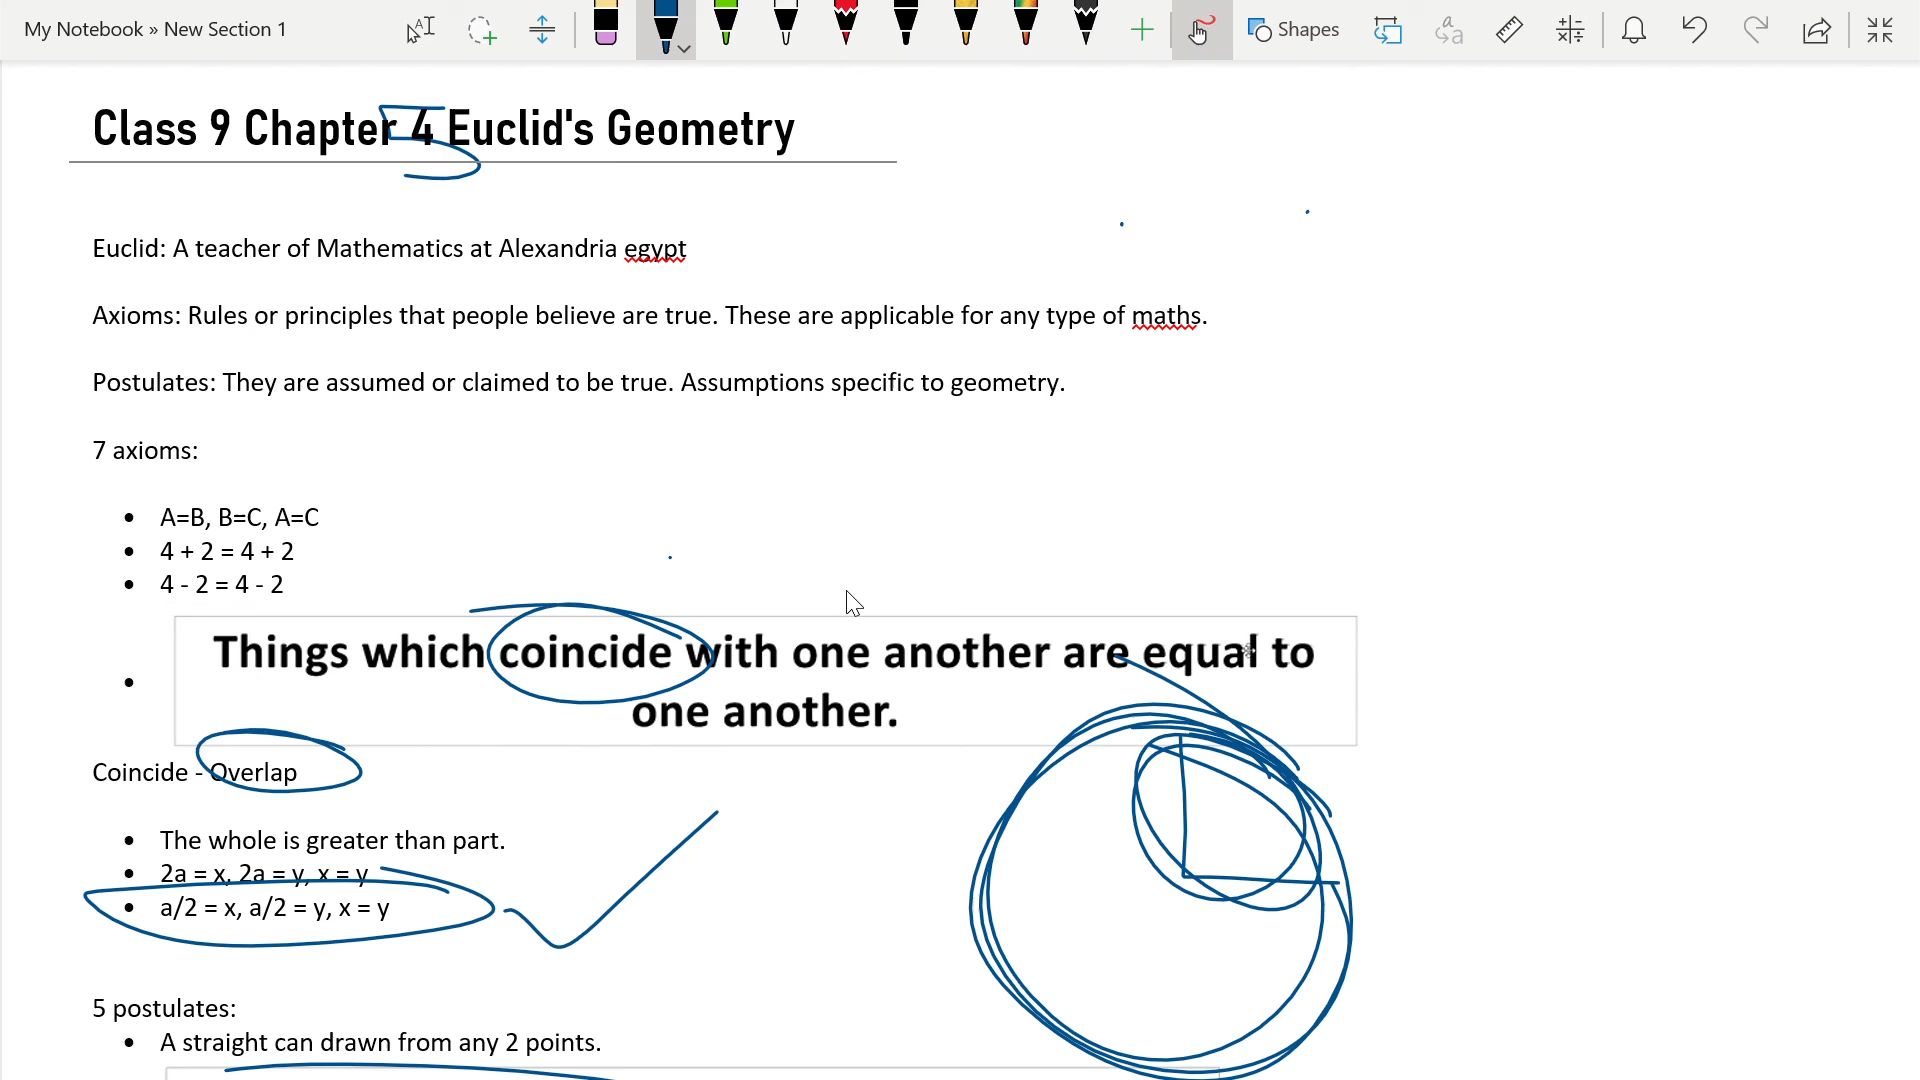 My Notebook » New Section 1
Shapes
Class 9 Chapter 4 Euclid's Geometry
5
Euclid: A teacher of Mathematics at Alexandria egypt
Axioms: Rules or principles that people believe are true. These are applicable for any type of maths.
Postulates: They are assumed or claimed to be true. Assumptions specific to geometry.
7 axioms:
• A=B, B=C, A=C
• 4 + 2 = 4 + 2
• 4 - 2 = 4 - 2
• Things which coincide with one another are equal to
one another.
Coincide - Overlap
• The whole is greater than part.
• 2a = x, 2a = y, x = y
• a/2 = x, a/2 = y, x = y
5 postulates:
• A straight can drawn from any 2 points.